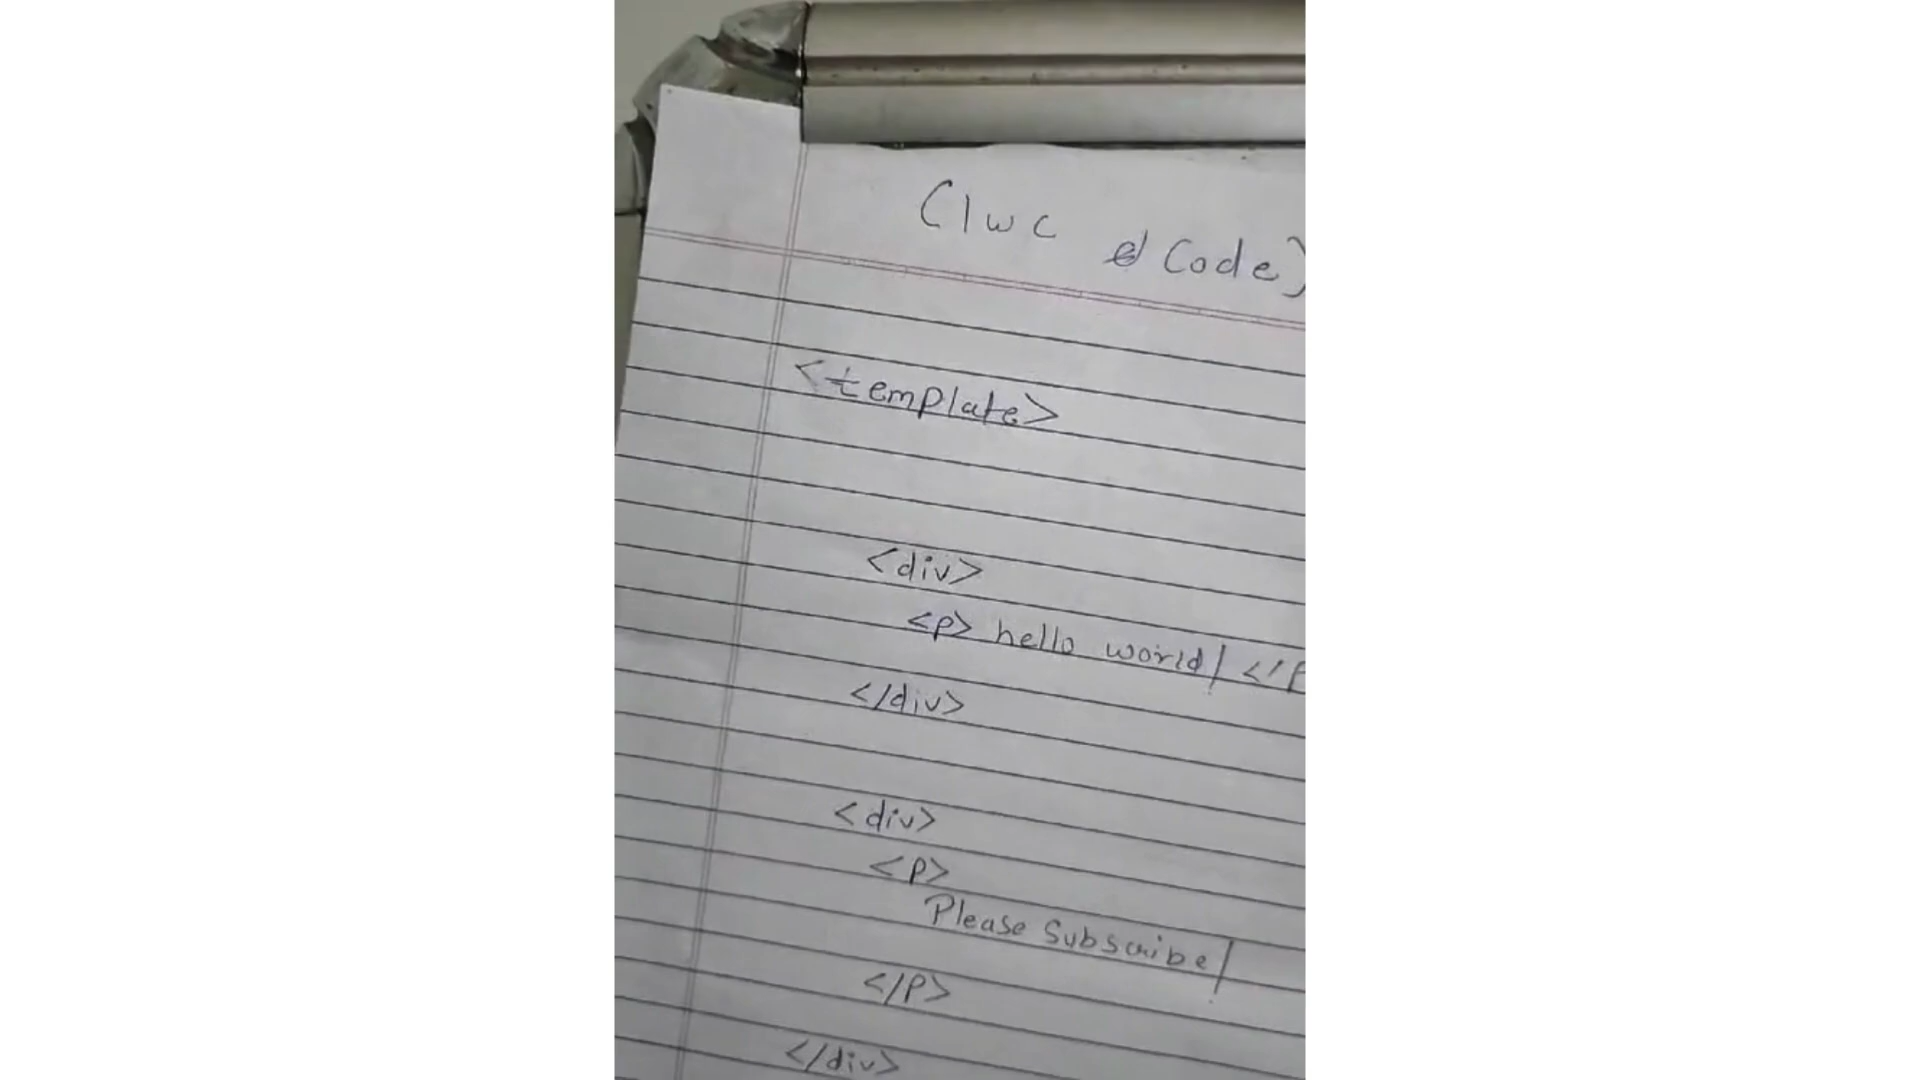 (lwc Code)
<template>
<div>
<p> hello world! </P
</div>
<div>
<P>
Please Subscribe!
</P>
</div>